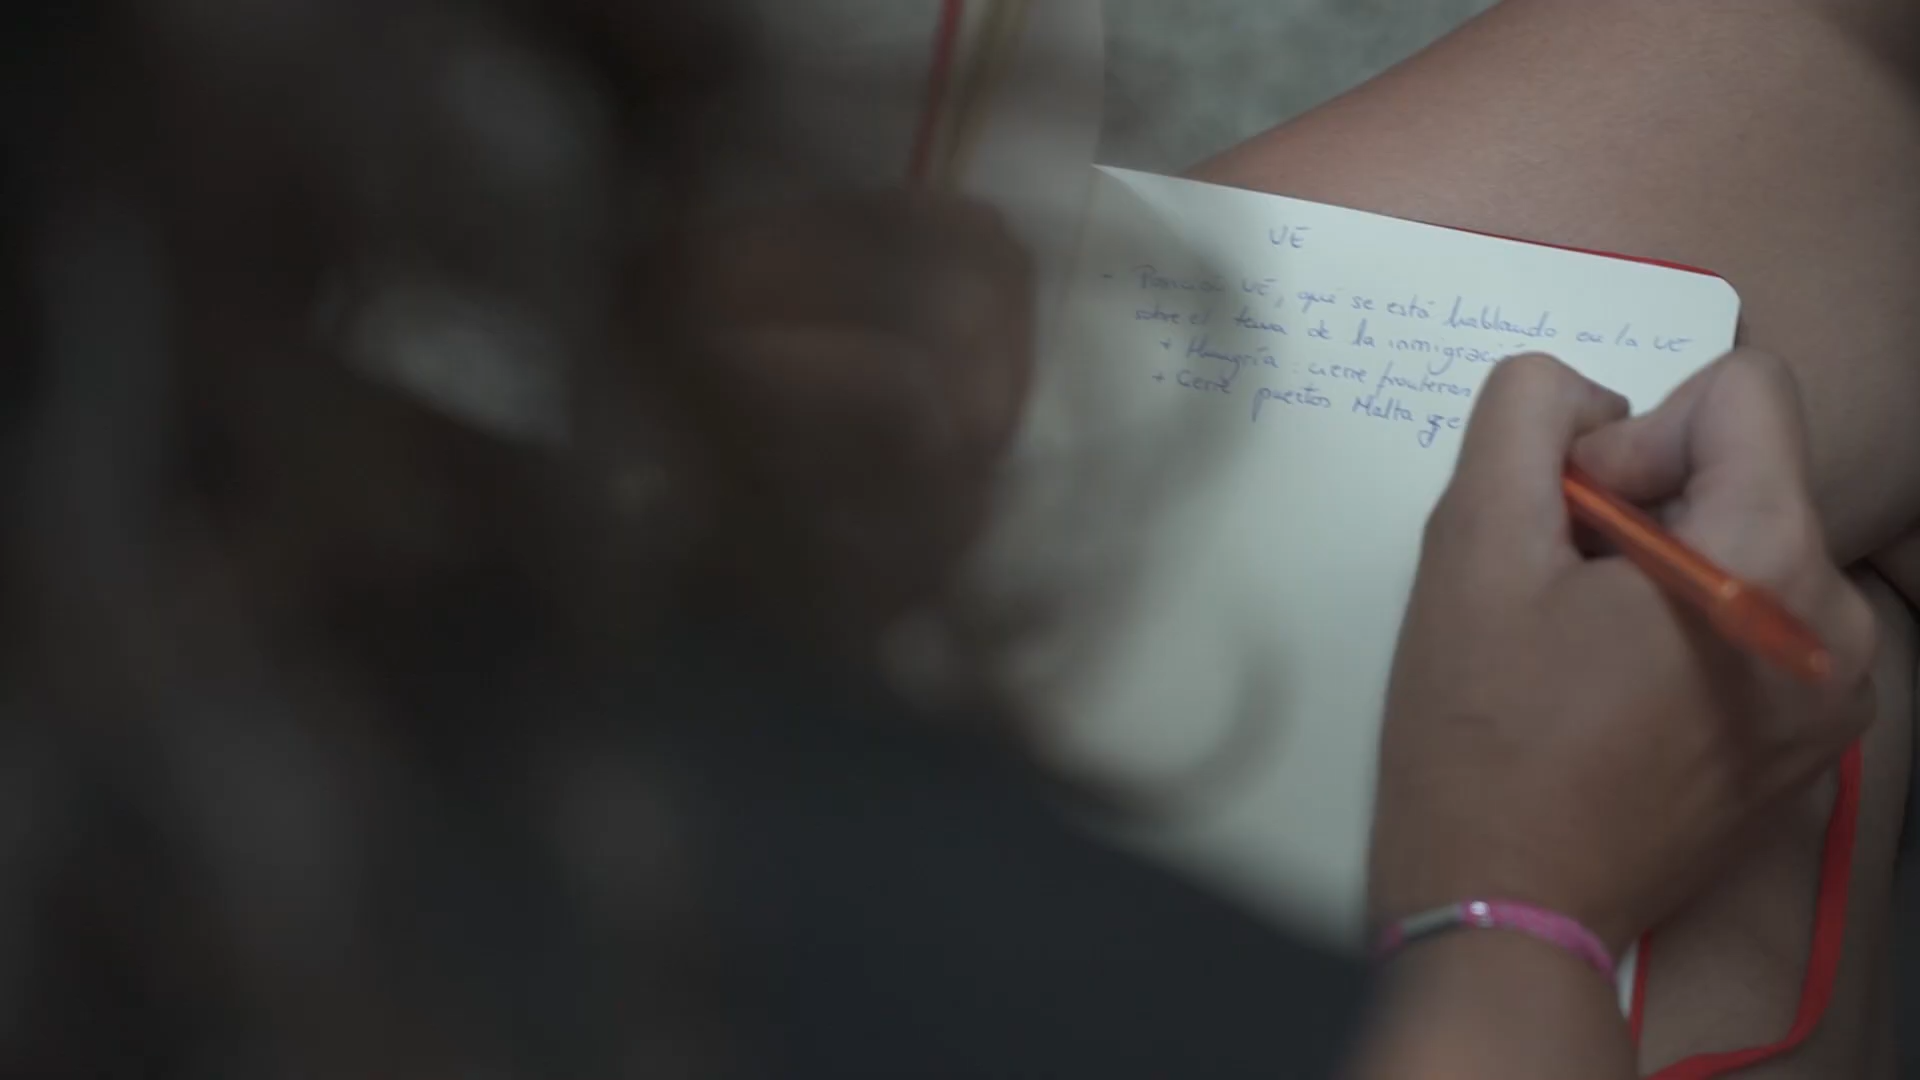 UE
- Posición UE, qué se está hablando en la UE
sobre el tema de la inmigración
+ Hungría: cierre fronteras
+ Cerre puertos Malta